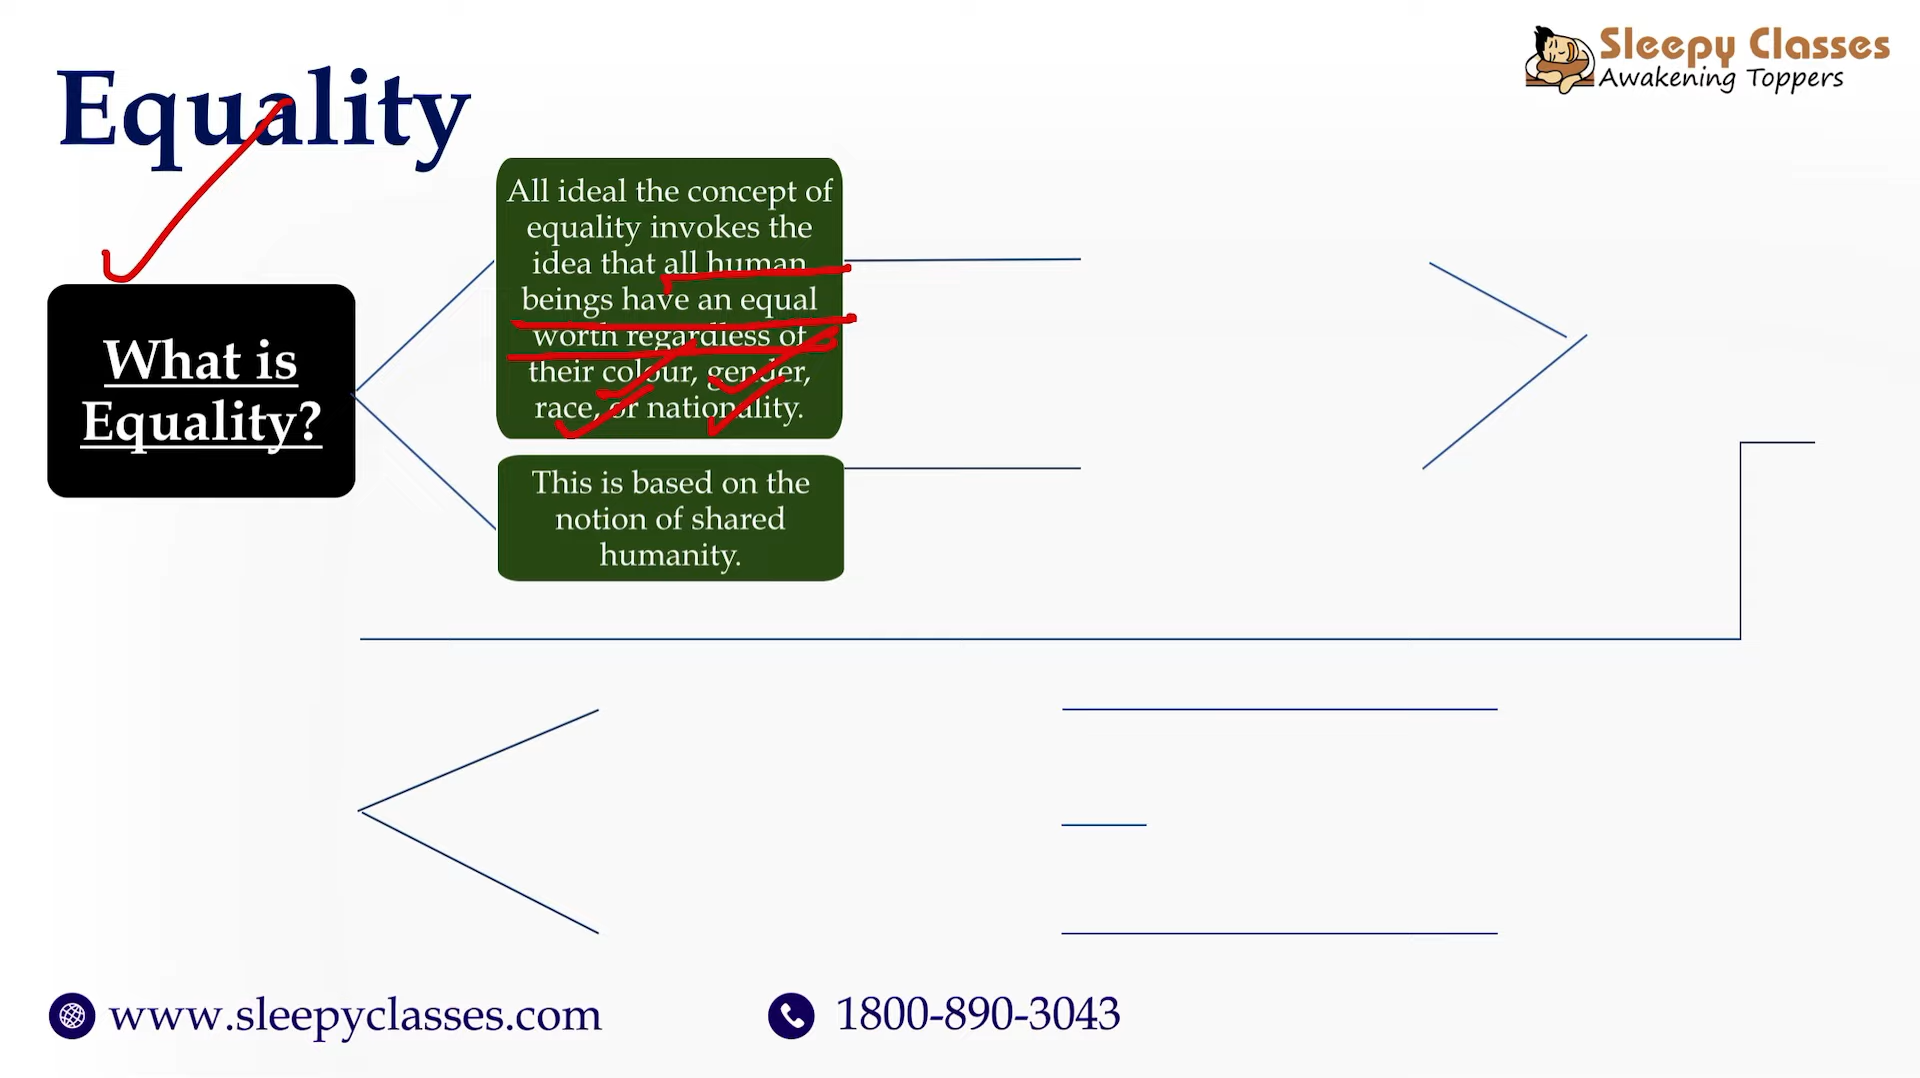 Sleepy Classes
Awakening Toppers
Equality
What is
Equality?
All ideal the concept of
equality invokes the
idea that all human
beings have an equal
worth regardless of
their colour, gender,
race, or nationality.
This is based on the
notion of shared
humanity.
www.sleepyclasses.com
1800-890-3043